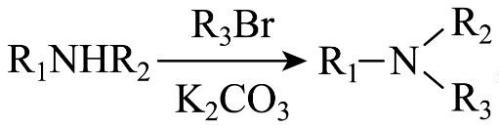 R₁NHR₂ R₃Br K₂CO₃ R₁-N R₂ R₃